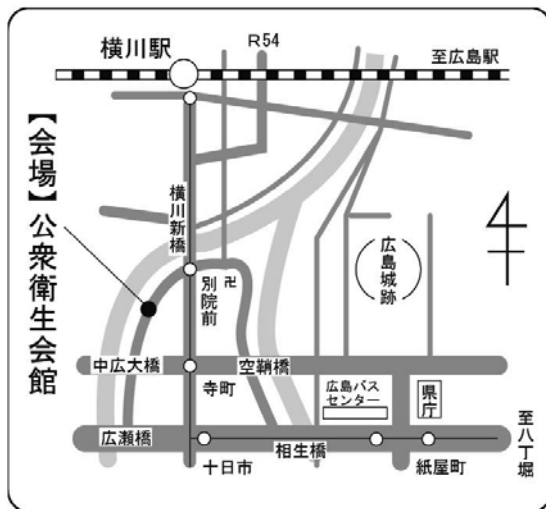 横川駅
R54
至広島駅
【会場】公衆衛生会館
横川新橋
広島城跡
別院前
卍
中広大橋
空鞘橋
寺町
広島バス
センター
県庁
至八丁堀
広瀬橋
相生橋
十日市
紙屋町